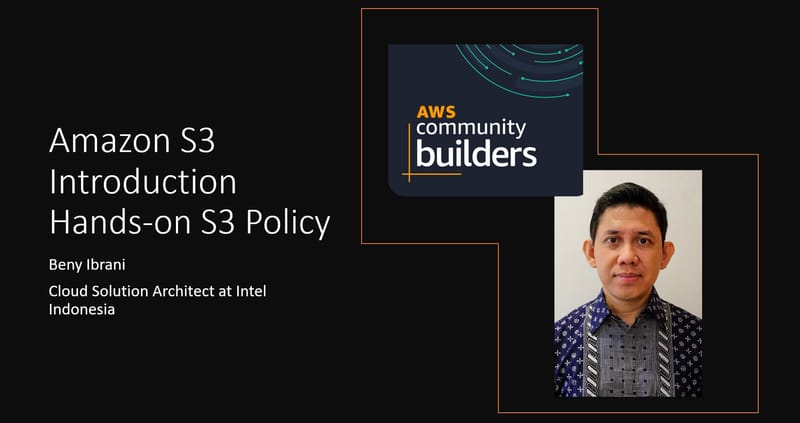 Amazon S3
Introduction
Hands-on S3 Policy
Beny Ibrani
Cloud Solution Architect at Intel
Indonesia
AWS
community
builders